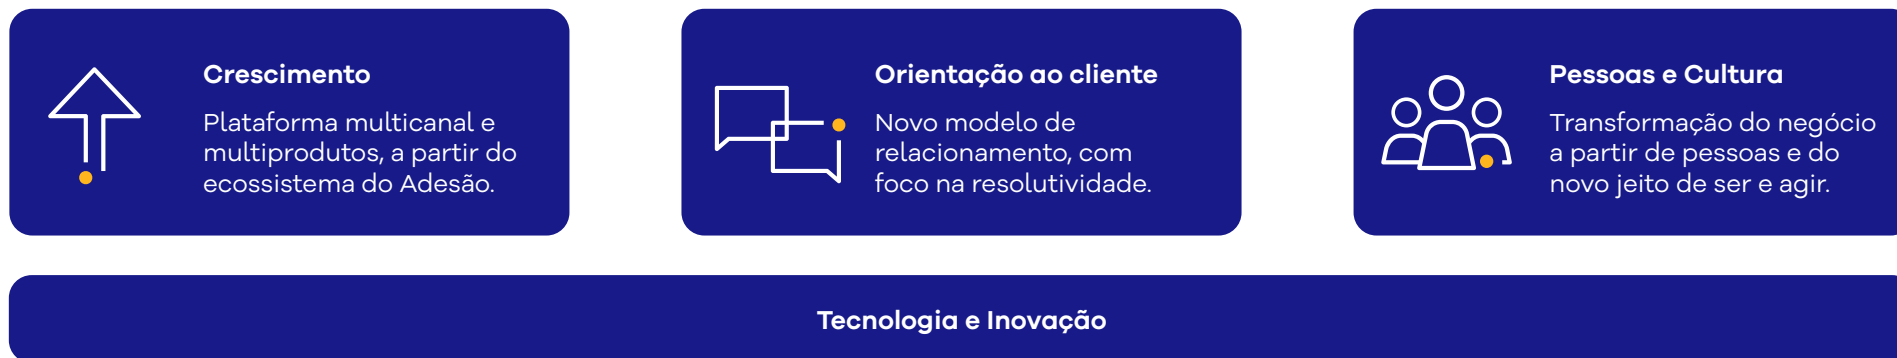 Crescimento
Plataforma multicanal e
multiprodutos, a partir do
ecossistema do Adesão.
Orientação ao cliente
Novo modelo de
relacionamento, com
foco na resolutividade.
Pessoas e Cultura
Transformação do negócio
a partir de pessoas e do
novo jeito de ser e agir.
Tecnologia e Inovação